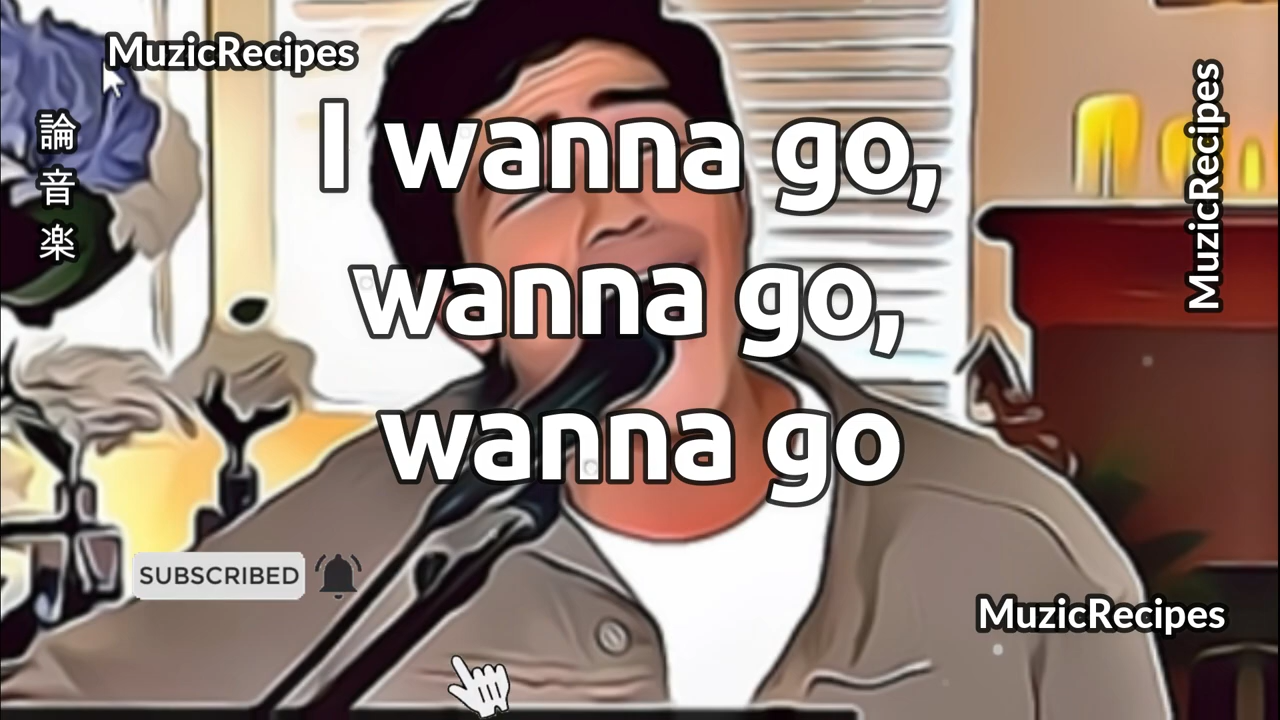 MuzicRecipes
論音楽
I wanna go,
wanna go,
wanna go
MuzicRecipes
SUBSCRIBED
MuzicRecipes